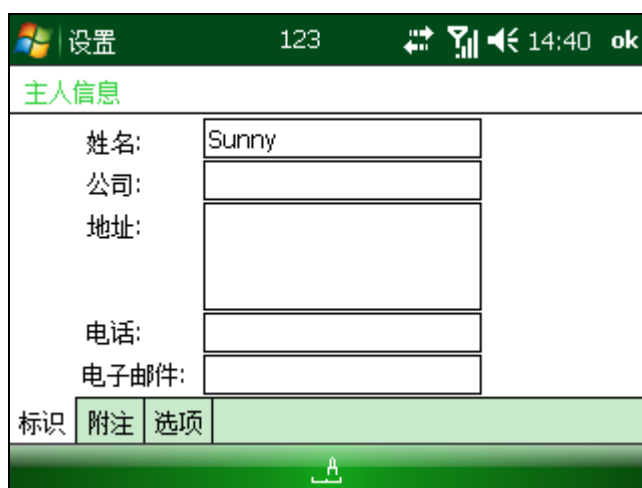 设置 123 14:40 ok
主人信息
姓名: Sunny
公司:
地址:
电话:
电子邮件:
标识 附注 选项
A